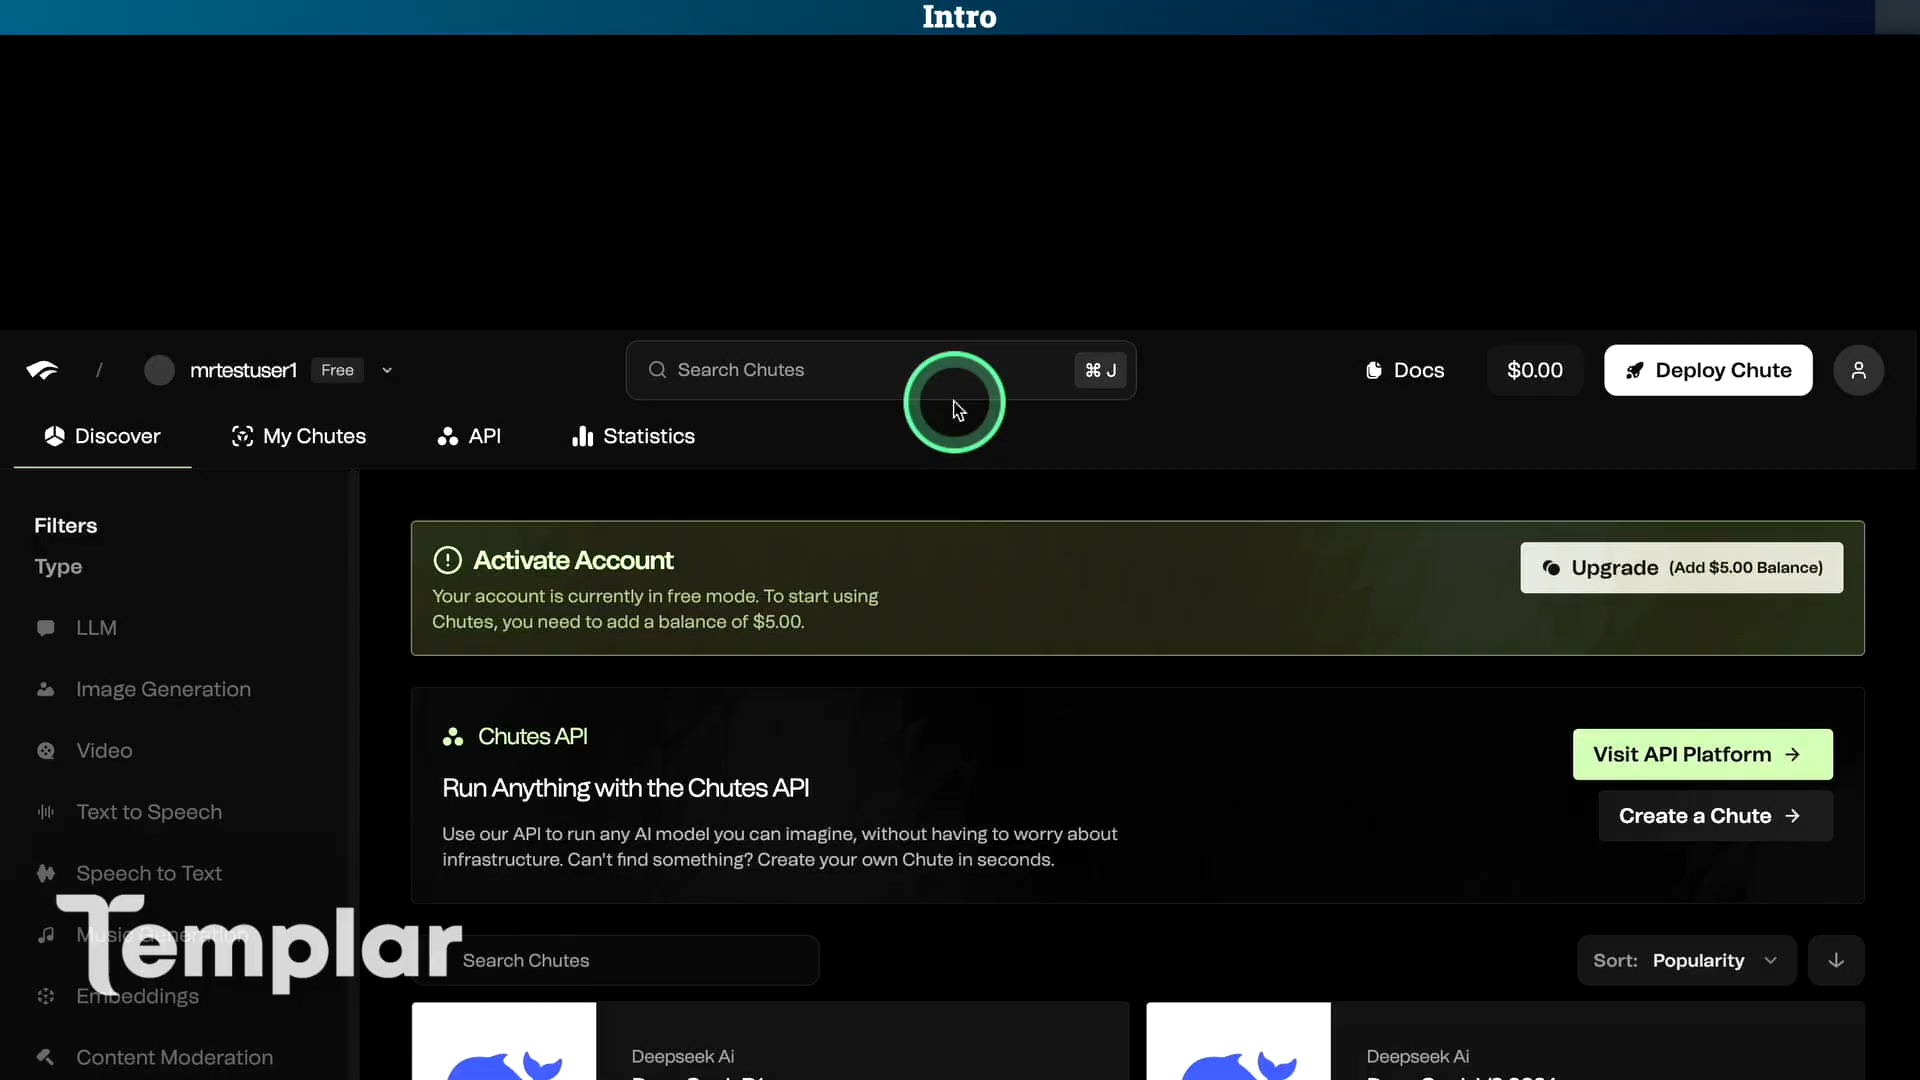 Intro
/ mrtestuser1 Free
Search Chutes ⌘ J
Docs $0.00 Deploy Chute
Discover My Chutes API Statistics
Filters
Type
LLM
Image Generation
Video
Text to Speech
Speech to Text
Music Generation
Embeddings
Content Moderation
Templar
Activate Account
Your account is currently in free mode. To start using
Chutes, you need to add a balance of $5.00.
Upgrade (Add $5.00 Balance)
Chutes API
Run Anything with the Chutes API
Use our API to run any AI model you can imagine, without having to worry about
infrastructure. Can't find something? Create your own Chute in seconds.
Visit API Platform →
Create a Chute →
Search Chutes
Sort: Popularity
Deepseek Ai
Deepseek Ai